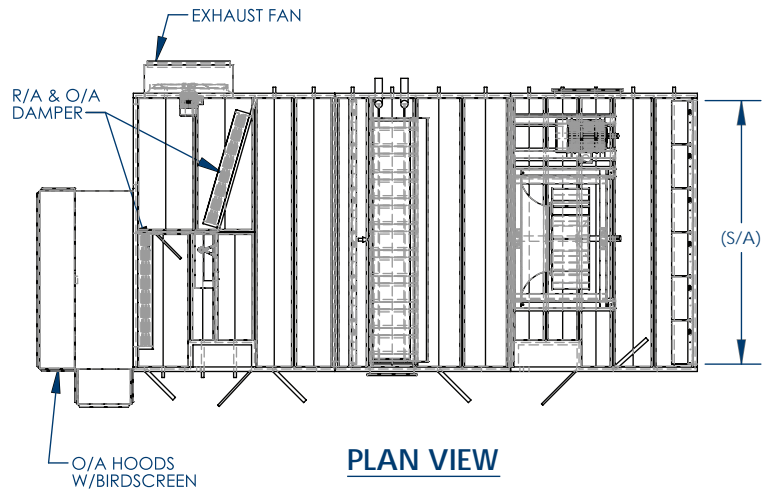 EXHAUST FAN
R/A & O/A
DAMPER
(S/A)
O/A HOODS
W/BIRDSCREEN
PLAN VIEW